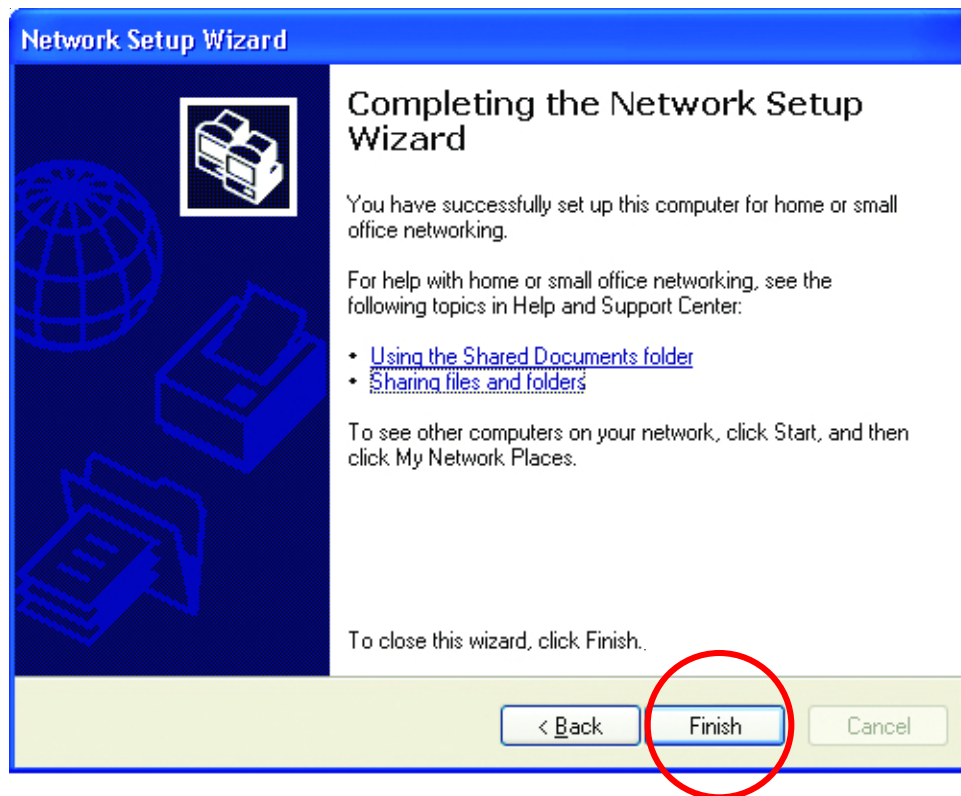 Network Setup Wizard
Completing the Network Setup
Wizard
You have successfully set up this computer for home or small
office networking.
For help with home or small office networking, see the
following topics in Help and Support Center:
• Using the Shared Documents folder
• Sharing files and folders
To see other computers on your network, click Start, and then
click My Network Places.
To close this wizard, click Finish.
< Back
Finish
Cancel